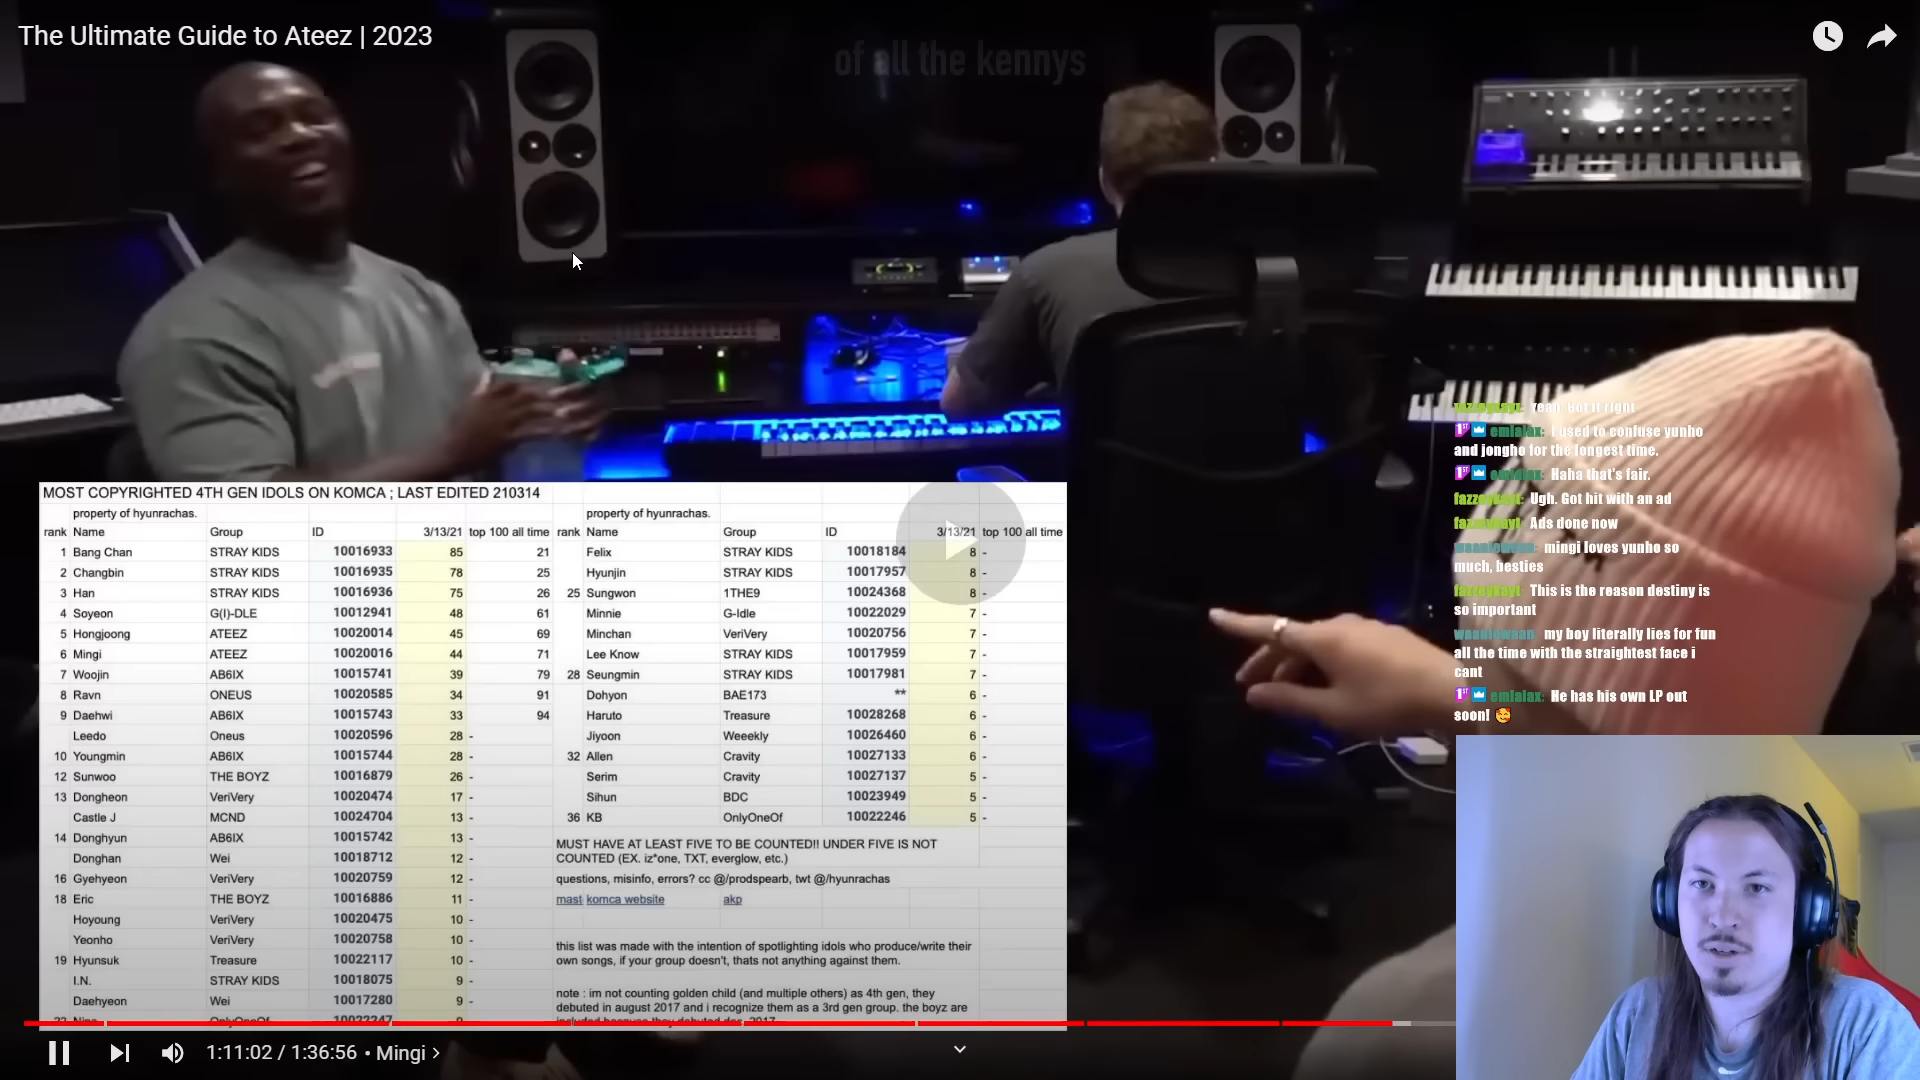 The Ultimate Guide to Ateez | 2023
of all the kennys
MOST COPYRIGHTED 4TH GEN IDOLS ON KOMCA ; LAST EDITED 210314
property of hyunrachas.
rank Name Group ID 3/13/21 top 100 all time
1 Bang Chan STRAY KIDS 10016933 85 21
2 Changbin STRAY KIDS 10016935 78 25
3 Han STRAY KIDS 10016936 75 26
4 Soyeon G(I)-DLE 10012941 48 61
5 Hongjoong ATEEZ 10020014 45 69
6 Mingi ATEEZ 10020016 44 71
7 Woojin AB6IX 10015741 39 79
8 Ravn ONEUS 10020585 34 91
9 Daehwi AB6IX 10015743 33 94
Leedo Oneus 10020596 28 -
10 Youngmin AB6IX 10015744 28 -
12 Sunwoo THE BOYZ 10016879 26 -
13 Dongheon VeriVery 10020474 17 -
Castle J MCND 10024704 13 -
14 Donghyun AB6IX 10015742 13 -
Donghan Wei 10018712 12 -
16 Gyehyeon VeriVery 10020759 12 -
18 Eric THE BOYZ 10016886 11 -
Hoyoung VeriVery 10020475 10 -
Yeonho VeriVery 10020758 10 -
19 Hyunsuk Treasure 10022117 10 -
I.N. STRAY KIDS 10018075 9 -
Daehyeon Wei 10017280 9 -
property of hyunrachas.
rank Name Group ID 3/13/21 top 100 all time
Felix STRAY KIDS 10018184 8 -
Hyunjin STRAY KIDS 10017957 8 -
25 Sungwon 1THE9 10024368 8 -
Minnie G-Idle 10022029 7 -
Minchan VeriVery 10020756 7 -
Lee Know STRAY KIDS 10017959 7 -
28 Seungmin STRAY KIDS 10017981 7 -
Dohyon BAE173 ** 6 -
Haruto Treasure 10028268 6 -
Jiyoon Weeekly 10026460 6 -
32 Allen Cravity 10027133 6 -
Serim Cravity 10027137 5 -
Sihun BDC 10023949 5 -
36 KB OnlyOneOf 10022246 5 -
MUST HAVE AT LEAST FIVE TO BE COUNTED!! UNDER FIVE IS NOT
COUNTED (EX. iz*one, TXT, everglow, etc.)
questions, misinfo, errors? cc @/prodspearb, twt @/hyunrachas
mast komca website akp
this list was made with the intention of spotlighting idols who produce/write their
own songs, if your group doesn't, thats not anything against them.
note : im not counting golden child (and multiple others) as 4th gen, they
debuted in august 2017 and i recognize them as a 3rd gen group. the boyz are
yeah. Got it right
emlalax: I used to confuse yunho
and jongho for the longest time.
emlalax: Haha that's fair.
Ugh. Got hit with an ad
Ads done now
mingi loves yunho so
much, besties
This is the reason destiny is
so important
my boy literally lies for fun
all the time with the straightest face i
cant
emlalax: He has his own LP out
soon! 🥰
1:11:02 / 1:36:56 • Mingi >